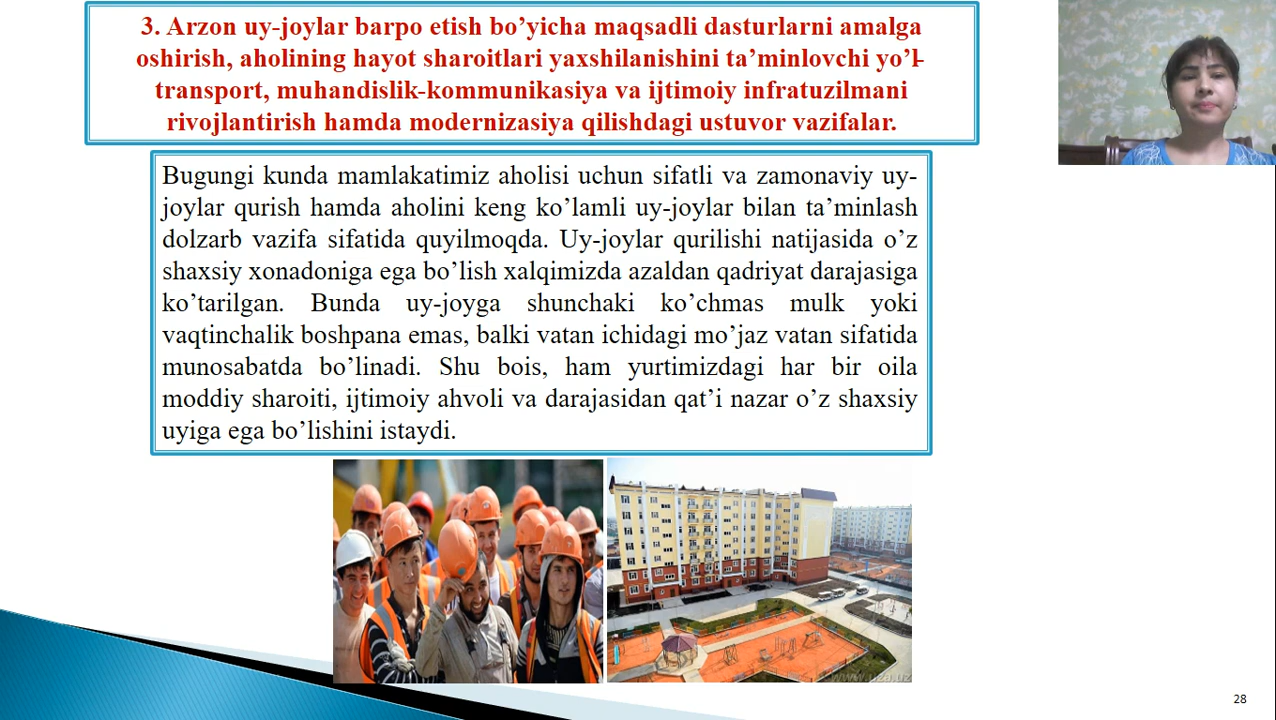 3. Arzon uy-joylar barpo etish bo’yicha maqsadli dasturlarni amalga
oshirish, aholining hayot sharoitlari yaxshilanishini ta’minlovchi yo’l-
transport, muhandislik-kommunikasiya va ijtimoiy infratuzilmani
rivojlantirish hamda modernizasiya qilishdagi ustuvor vazifalar.
Bugungi kunda mamlakatimiz aholisi uchun sifatli va zamonaviy uy-
joylar qurish hamda aholini keng ko’lamli uy-joylar bilan ta’minlash
dolzarb vazifa sifatida quyilmoqda. Uy-joylar qurilishi natijasida o’z
shaxsiy xonadoniga ega bo’lish xalqimizda azaldan qadriyat darajasiga
ko’tarilgan. Bunda uy-joyga shunchaki ko’chmas mulk yoki
vaqtinchalik boshpana emas, balki vatan ichidagi mo’jaz vatan sifatida
munosabatda bo’linadi. Shu bois, ham yurtimizdagi har bir oila
moddiy sharoiti, ijtimoiy ahvoli va darajasidan qat’i nazar o’z shaxsiy
uyiga ega bo’lishini istaydi.
28